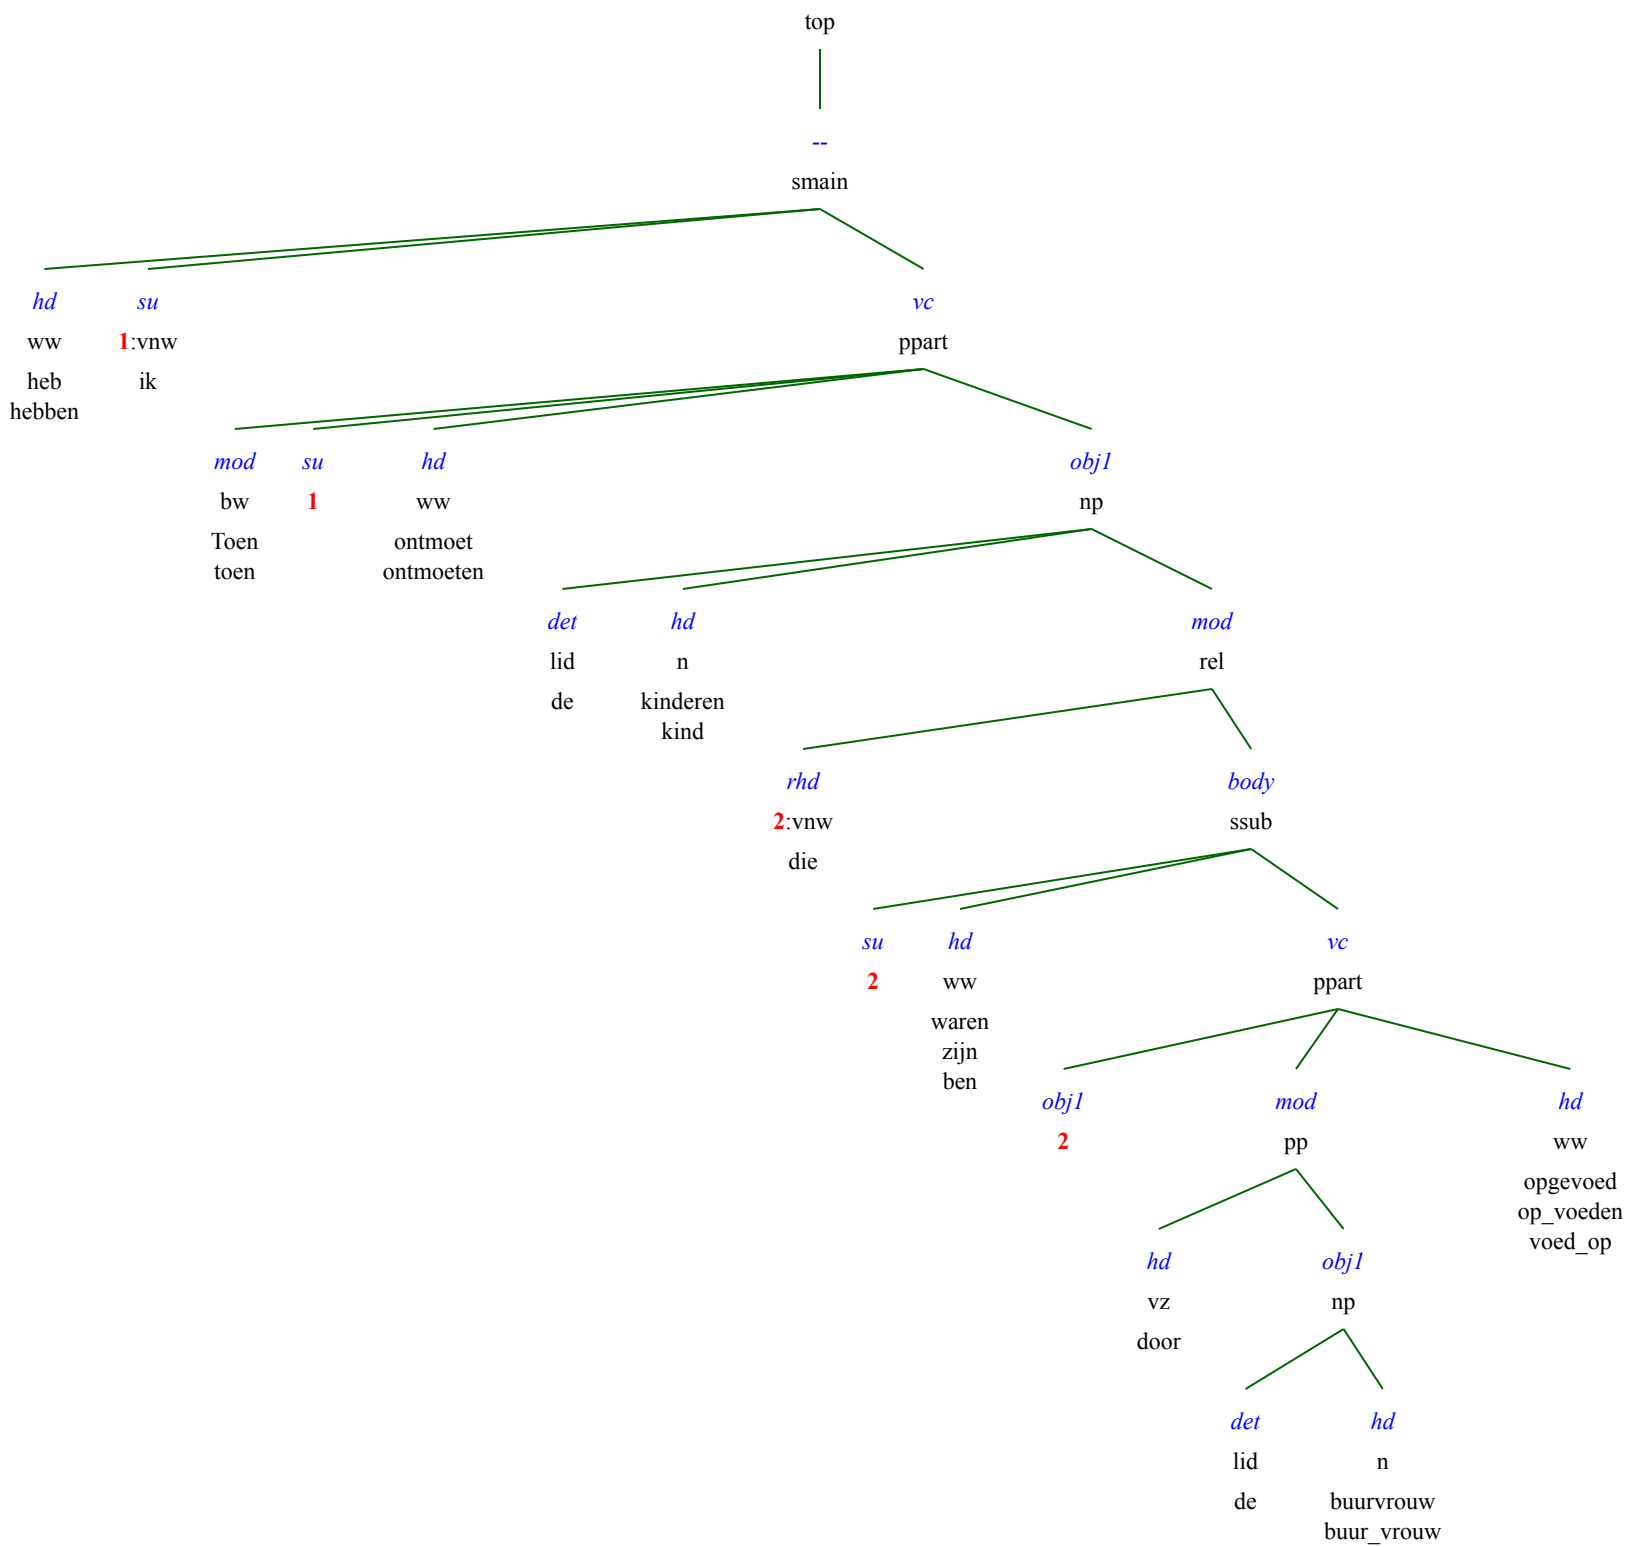 top
--
smain
hd su vc
ww 1:vnw ppart
heb ik
hebben
mod su hd obj1
bw 1 ww np
Toen ontmoet
toen ontmoeten
det hd mod
lid n rel
de kinderen
kind
rhd body
2:vnw ssub
die
su hd vc
2 ww ppart
waren
zijn
ben
obj1 mod hd
2 pp ww
opgevoed
op_voeden
voed_op
hd obj1
vz np
door
det hd
lid n
de buurvrouw
buur_vrouw